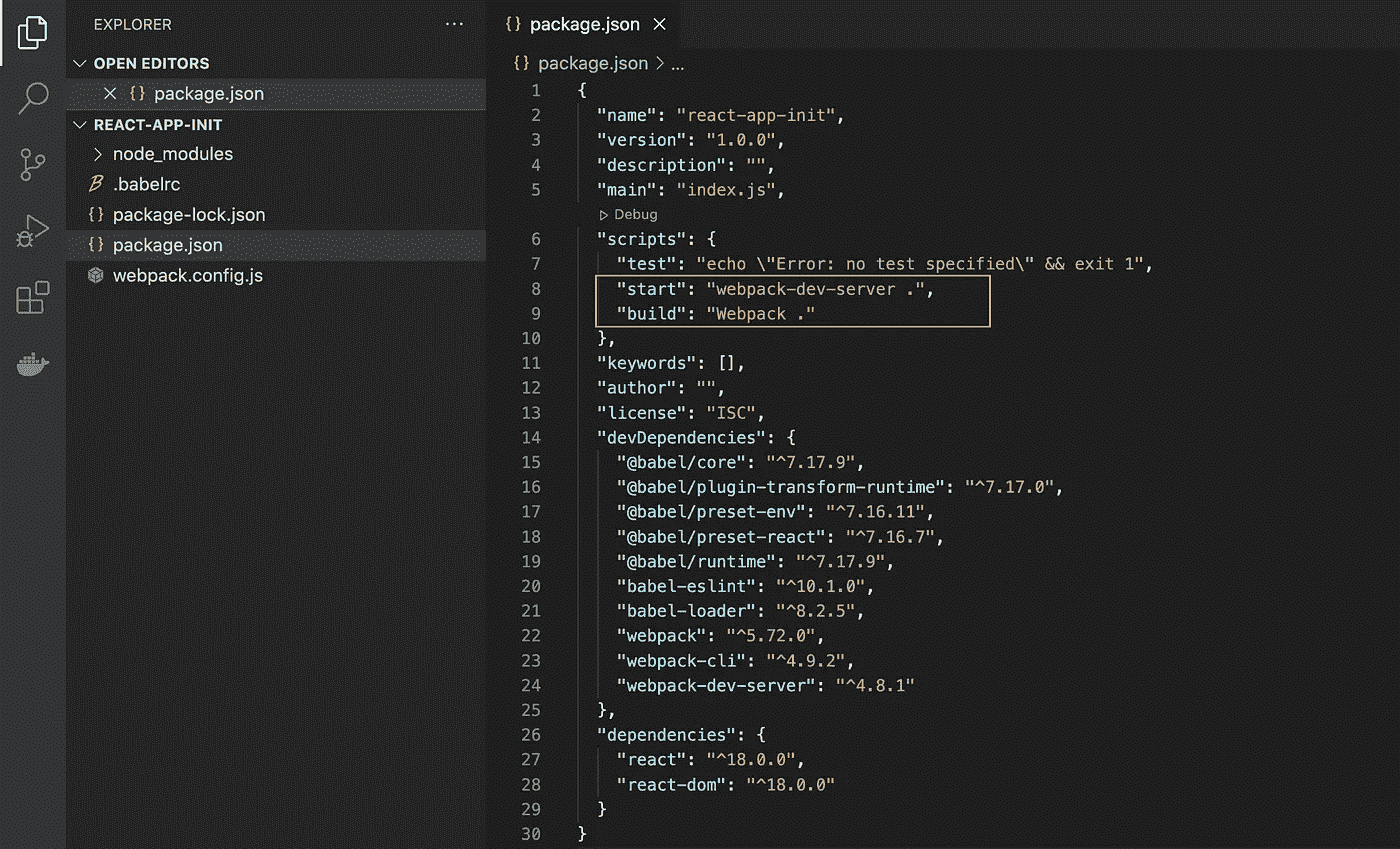 EXPLORER
...
OPEN EDITORS
{} package.json
REACT-APP-INIT
node_modules
.babelrc
{} package-lock.json
{} package.json
webpack.config.js
{} package.json
{} package.json > ...
1 {
2 "name": "react-app-init",
3 "version": "1.0.0",
4 "description": "",
5 "main": "index.js",
Debug
6 "scripts": {
7 "test": "echo \"Error: no test specified\" && exit 1",
8 "start": "webpack-dev-server .",
9 "build": "Webpack ."
10 },
11 "keywords": [],
12 "author": "",
13 "license": "ISC",
14 "devDependencies": {
15 "@babel/core": "^7.17.9",
16 "@babel/plugin-transform-runtime": "^7.17.0",
17 "@babel/preset-env": "^7.16.11",
18 "@babel/preset-react": "^7.16.7",
19 "@babel/runtime": "^7.17.9",
20 "babel-eslint": "^10.1.0",
21 "babel-loader": "^8.2.5",
22 "webpack": "^5.72.0",
23 "webpack-cli": "^4.9.2",
24 "webpack-dev-server": "^4.8.1"
25 },
26 "dependencies": {
27 "react": "^18.0.0",
28 "react-dom": "^18.0.0"
29 }
30 }